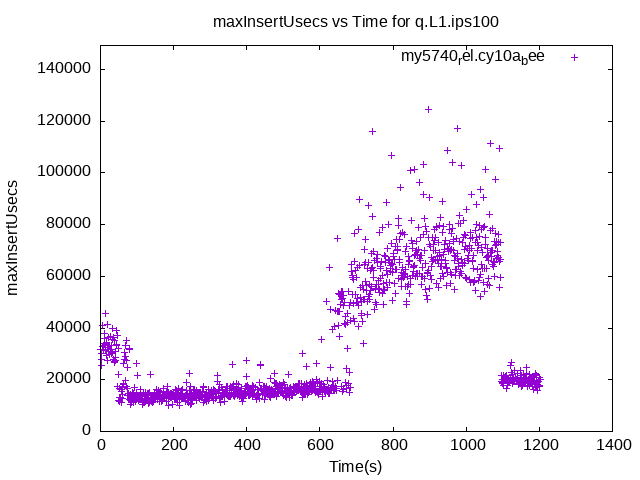 maxInsertUsecs vs Time for q.L1.ips100
my5740rel.cy10abee
140000
120000
100000
80000
60000
40000
20000
0
maxInsertUsecs
0 200 400 600 800 1000 1200 1400
Time(s)